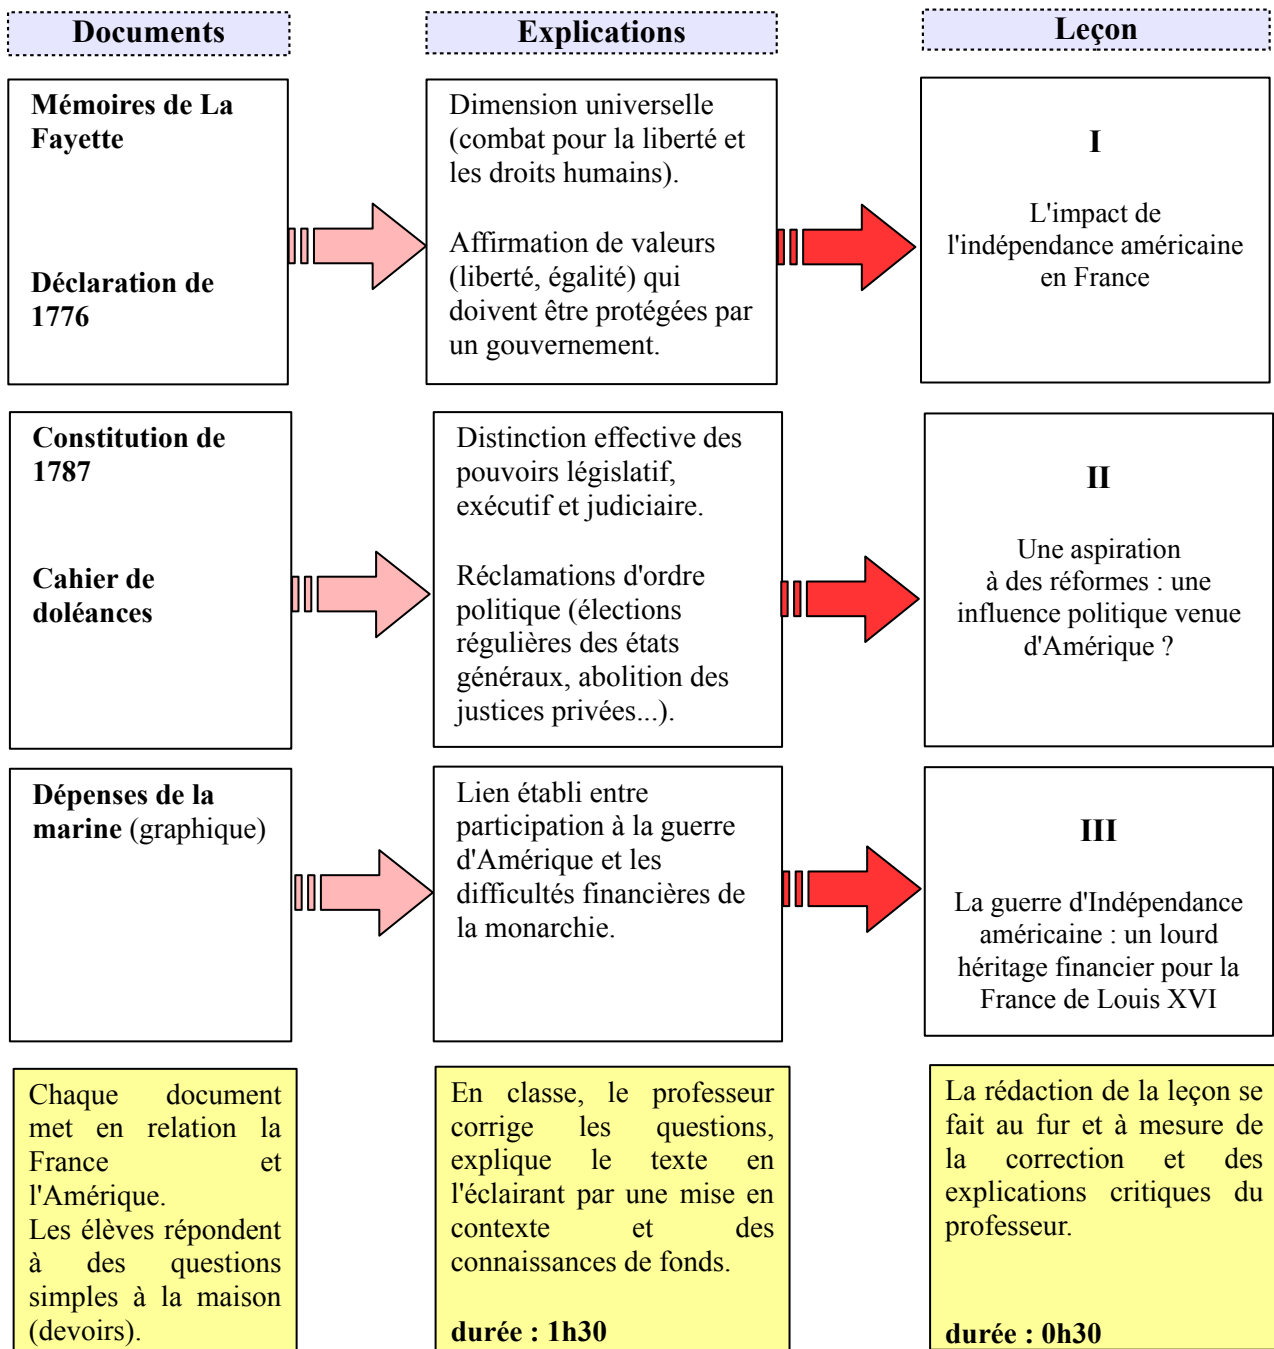 Documents
Explications
Leçon
Mémoires de La
Fayette
Déclaration de
1776
Dimension universelle
(combat pour la liberté et
les droits humains).
Affirmation de valeurs
(liberté, égalité) qui
doivent être protégées par
un gouvernement.
I
L'impact de
l'indépendance américaine
en France
Constitution de
1787
Cahier de
doléances
Distinction effective des
pouvoirs législatif,
exécutif et judiciaire.
Réclamations d'ordre
politique (élections
régulières des états
généraux, abolition des
justices privées...).
II
Une aspiration
à des réformes : une
influence politique venue
d'Amérique ?
Dépenses de la
marine (graphique)
Lien établi entre
participation à la guerre
d'Amérique et les
difficultés financières de
la monarchie.
III
La guerre d'Indépendance
américaine : un lourd
héritage financier pour la
France de Louis XVI
Chaque document
met en relation la
France et
l'Amérique.
Les élèves répondent
à des questions
simples à la maison
(devoirs).
En classe, le professeur
corrige les questions,
explique le texte en
l'éclairant par une mise en
contexte et des
connaissances de fonds.
durée : 1h30
La rédaction de la leçon se
fait au fur et à mesure de
la correction et des
explications critiques du
professeur.
durée : 0h30